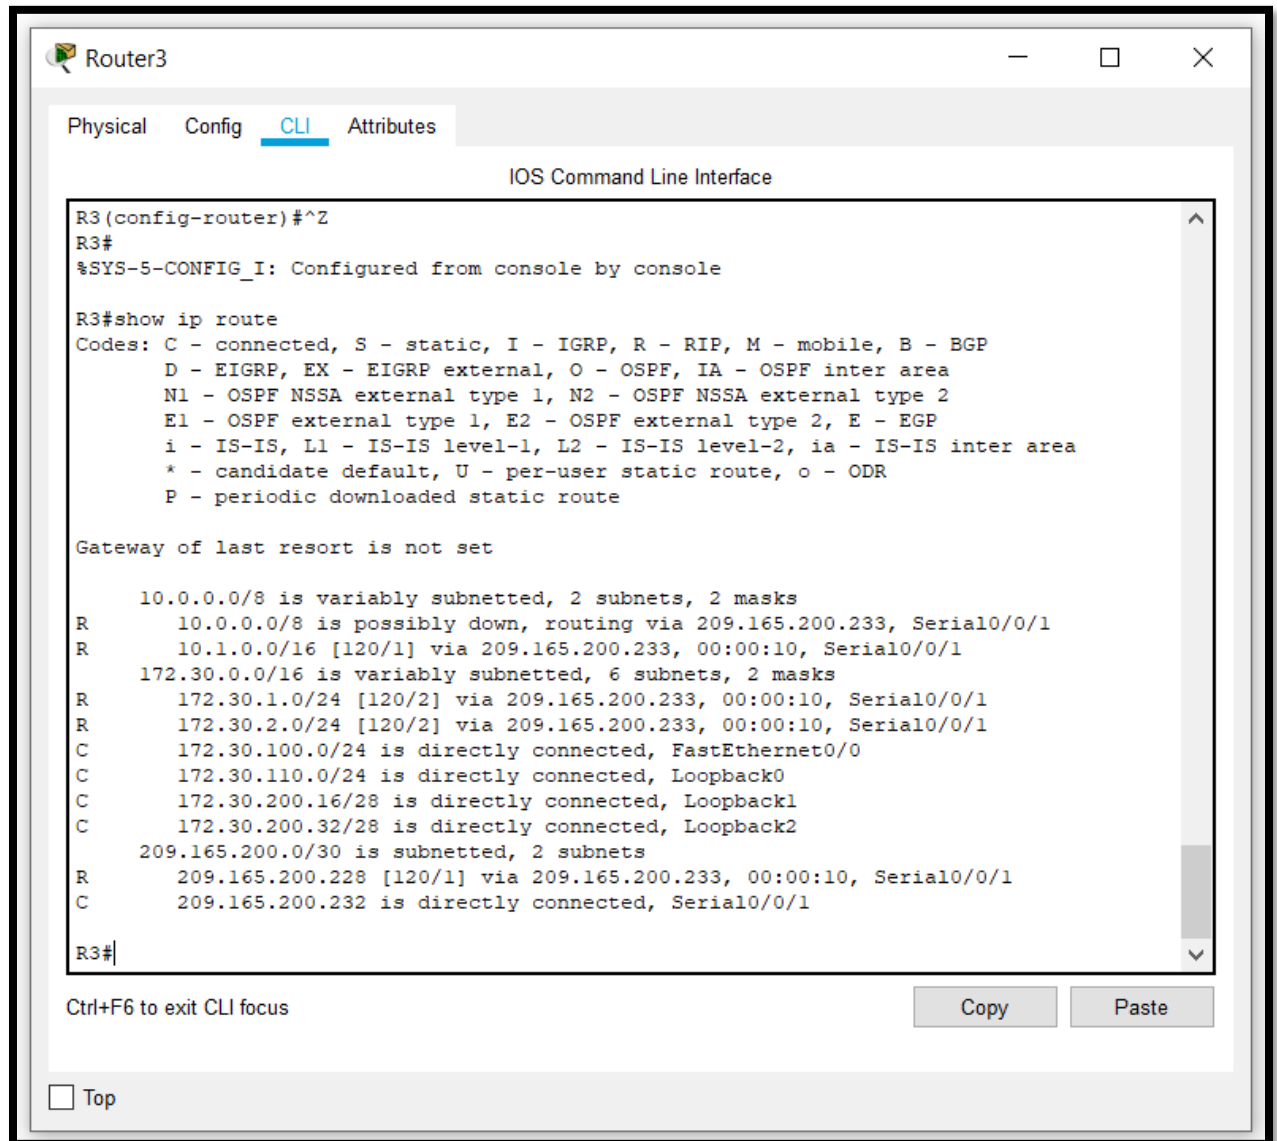 Router3
Physical Config CLI Attributes
IOS Command Line Interface
R3(config-router)#^Z
R3#
%SYS-5-CONFIG_I: Configured from console by console
R3#show ip route
Codes: C - connected, S - static, I - IGRP, R - RIP, M - mobile, B - BGP
D - EIGRP, EX - EIGRP external, O - OSPF, IA - OSPF inter area
N1 - OSPF NSSA external type 1, N2 - OSPF NSSA external type 2
E1 - OSPF external type 1, E2 - OSPF external type 2, E - EGP
i - IS-IS, L1 - IS-IS level-1, L2 - IS-IS level-2, ia - IS-IS inter area
* - candidate default, U - per-user static route, o - ODR
P - periodic downloaded static route
Gateway of last resort is not set
10.0.0.0/8 is variably subnetted, 2 subnets, 2 masks
R 10.0.0.0/8 is possibly down, routing via 209.165.200.233, Serial0/0/1
R 10.1.0.0/16 [120/1] via 209.165.200.233, 00:00:10, Serial0/0/1
172.30.0.0/16 is variably subnetted, 6 subnets, 2 masks
R 172.30.1.0/24 [120/2] via 209.165.200.233, 00:00:10, Serial0/0/1
R 172.30.2.0/24 [120/2] via 209.165.200.233, 00:00:10, Serial0/0/1
C 172.30.100.0/24 is directly connected, FastEthernet0/0
C 172.30.110.0/24 is directly connected, Loopback0
C 172.30.200.16/28 is directly connected, Loopback1
C 172.30.200.32/28 is directly connected, Loopback2
209.165.200.0/30 is subnetted, 2 subnets
R 209.165.200.228 [120/1] via 209.165.200.233, 00:00:10, Serial0/0/1
C 209.165.200.232 is directly connected, Serial0/0/1
R3#
Ctrl+F6 to exit CLI focus
Copy Paste
Top